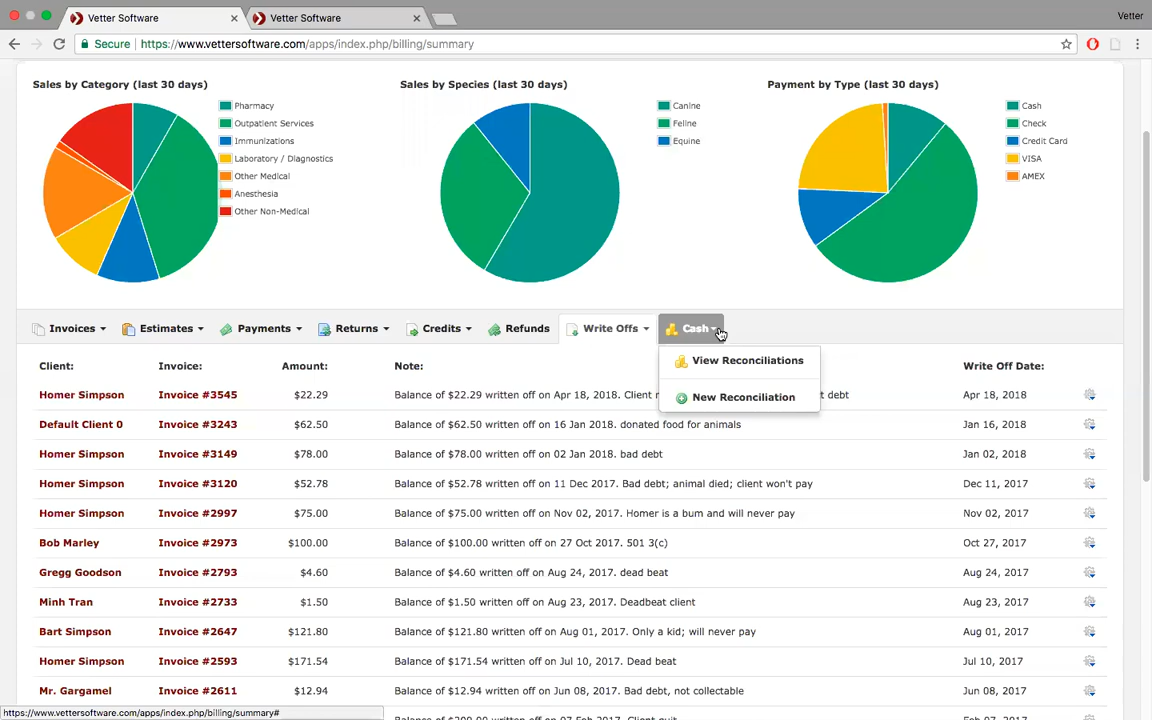 Vetter Software
Vetter Software
Vetter
Secure
https://www.vettersoftware.com/apps/index.php/billing/summary
Sales by Category (last 30 days)
Pharmacy
Outpatient Services
Immunizations
Laboratory / Diagnostics
Other Medical
Anesthesia
Other Non-Medical
Sales by Species (last 30 days)
Canine
Feline
Equine
Payment by Type (last 30 days)
Cash
Check
Credit Card
VISA
AMEX
Invoices Estimates Payments Returns Credits Refunds Write Offs Cash
View Reconciliations
New Reconciliation
Client: Invoice: Amount: Note: Write Off Date:
Homer Simpson Invoice #3545 $22.29 Balance of $22.29 written off on Apr 18, 2018. Client t debt Apr 18, 2018
Default Client 0 Invoice #3243 $62.50 Balance of $62.50 written off on 16 Jan 2018. donated food for animals Jan 16, 2018
Homer Simpson Invoice #3149 $78.00 Balance of $78.00 written off on 02 Jan 2018. bad debt Jan 02, 2018
Homer Simpson Invoice #3120 $52.78 Balance of $52.78 written off on 11 Dec 2017. Bad debt; animal died; client won't pay Dec 11, 2017
Homer Simpson Invoice #2997 $75.00 Balance of $75.00 written off on Nov 02, 2017. Homer is a bum and will never pay Nov 02, 2017
Bob Marley Invoice #2973 $100.00 Balance of $100.00 written off on 27 Oct 2017. 501 3(c) Oct 27, 2017
Gregg Goodson Invoice #2793 $4.60 Balance of $4.60 written off on Aug 24, 2017. dead beat Aug 24, 2017
Minh Tran Invoice #2733 $1.50 Balance of $1.50 written off on Aug 23, 2017. Deadbeat client Aug 23, 2017
Bart Simpson Invoice #2647 $121.80 Balance of $121.80 written off on Aug 01, 2017. Only a kid; will never pay Aug 01, 2017
Homer Simpson Invoice #2593 $171.54 Balance of $171.54 written off on Jul 10, 2017. Dead beat Jul 10, 2017
Mr. Gargamel Invoice #2611 $12.94 Balance of $12.94 written off on Jun 08, 2017. Bad debt, not collectable Jun 08, 2017
https://www.vettersoftware.com/apps/index.php/billing/summary#